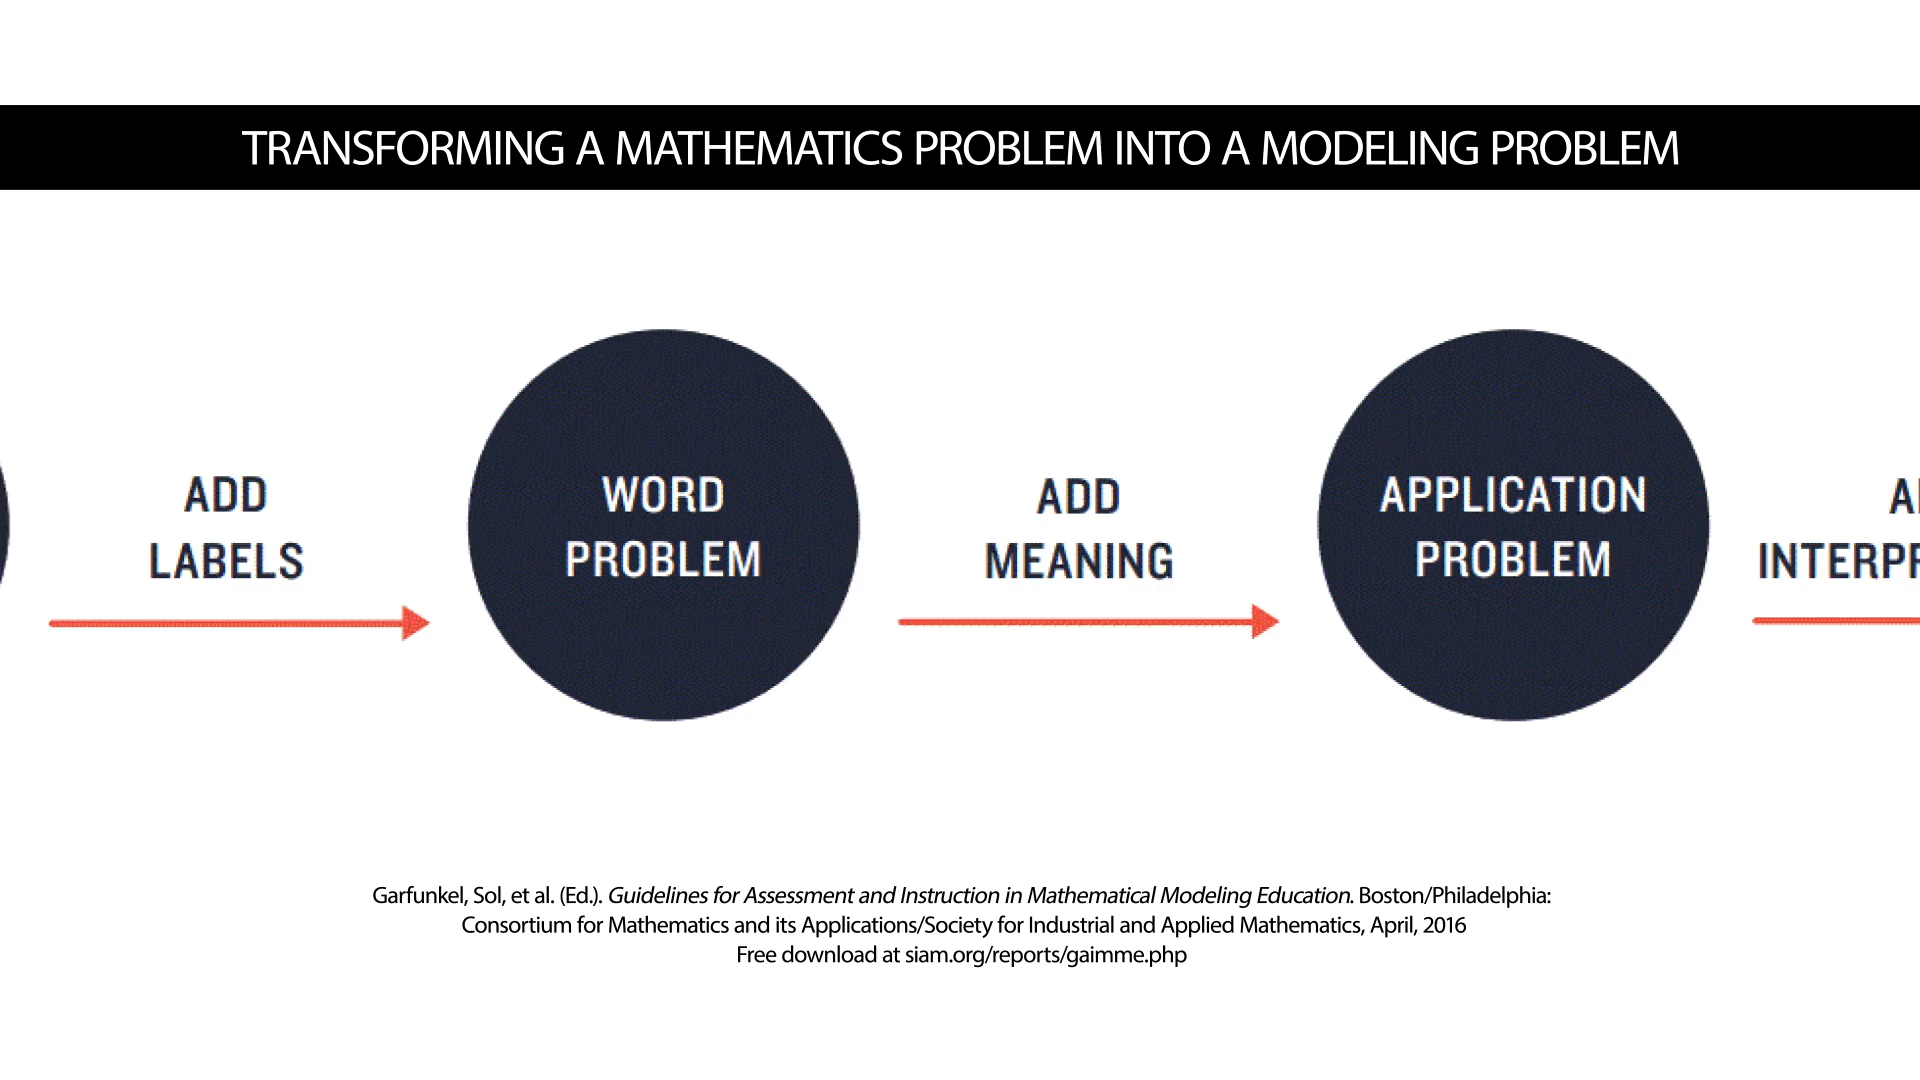 TRANSFORMING A MATHEMATICS PROBLEM INTO A MODELING PROBLEM
ADD
LABELS
WORD
PROBLEM
ADD
MEANING
APPLICATION
PROBLEM
Garfunkel, Sol, et al. (Ed.). Guidelines for Assessment and Instruction in Mathematical Modeling Education. Boston/Philadelphia:
Consortium for Mathematics and its Applications/Society for Industrial and Applied Mathematics, April, 2016
Free download at siam.org/reports/gaimme.php